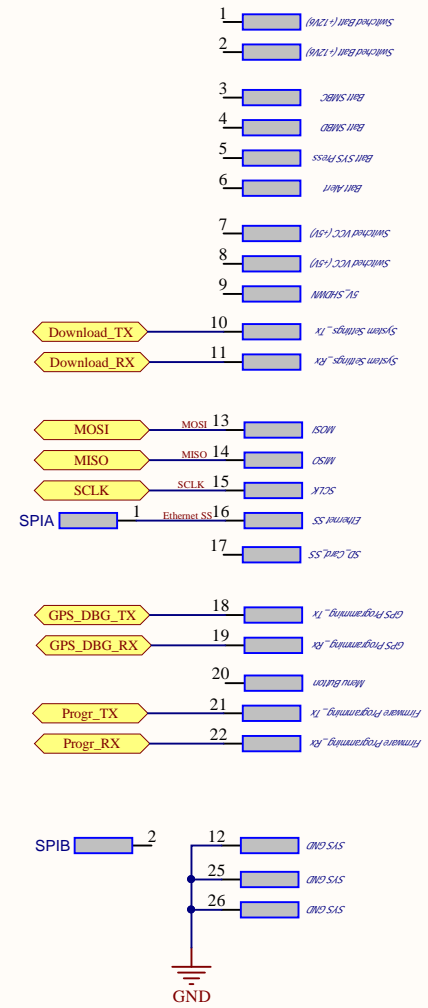 1 Switched Batt (+12V6)
2 Switched Batt (+12V6)
3 Batt SMBC
4 Batt SMBD
5 Batt SYS Press
6 Batt Alert
7 Switched VCC (+5V)
8 Switched VCC (+5V)
9 5V_SHDWN
Download_TX 10 System Settings_Tx
Download_RX 11 System Settings_Rx
MOSI MOSI 13 MOSI
MISO MISO 14 MISO
SCLK SCLK 15 SCLK
SPIA 1 Ethernet SS 16 Ethernet SS
17 SD_Card_SS
GPS_DBG_TX 18 GPS Programming_Tx
GPS_DBG_RX 19 GPS Programming_Rx
20 Menu Button
Progr_TX 21 Firmware Programming_Tx
Progr_RX 22 Firmware Programming_Rx
SPIB 2 12 SYS GND
25 SYS GND
26 SYS GND
GND